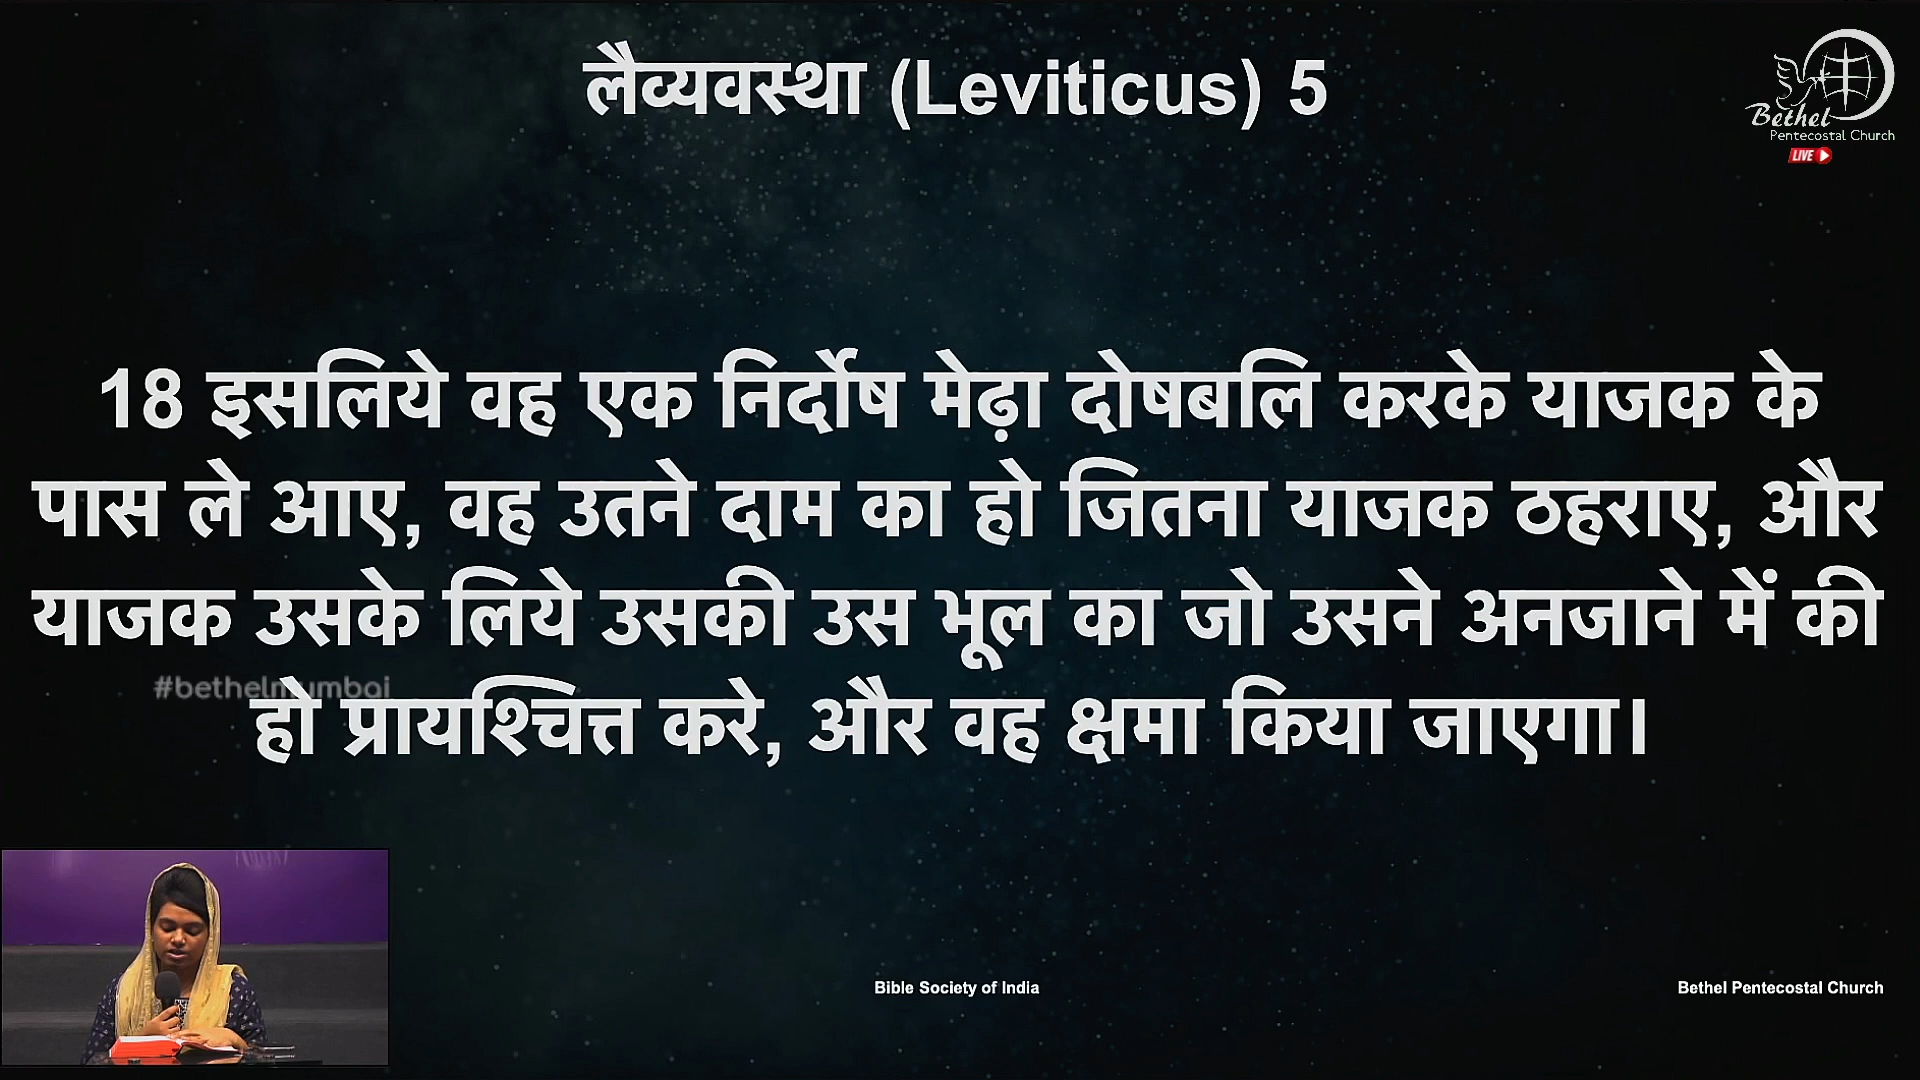 लैव्यवस्था (Leviticus) 5
Bethel
Pentecostal Church
LIVE
18 इसलिये वह एक निर्दोष मेढ़ा दोषबलि करके याजक के
पास ले आए, वह उतने दाम का हो जितना याजक ठहराए, और
याजक उसके लिये उसकी उस भूल का जो उसने अनजाने में की
#bethelmumbai
हो प्रायश्चित्त करे, और वह क्षमा किया जाएगा।
Bible Society of India
Bethel Pentecostal Church